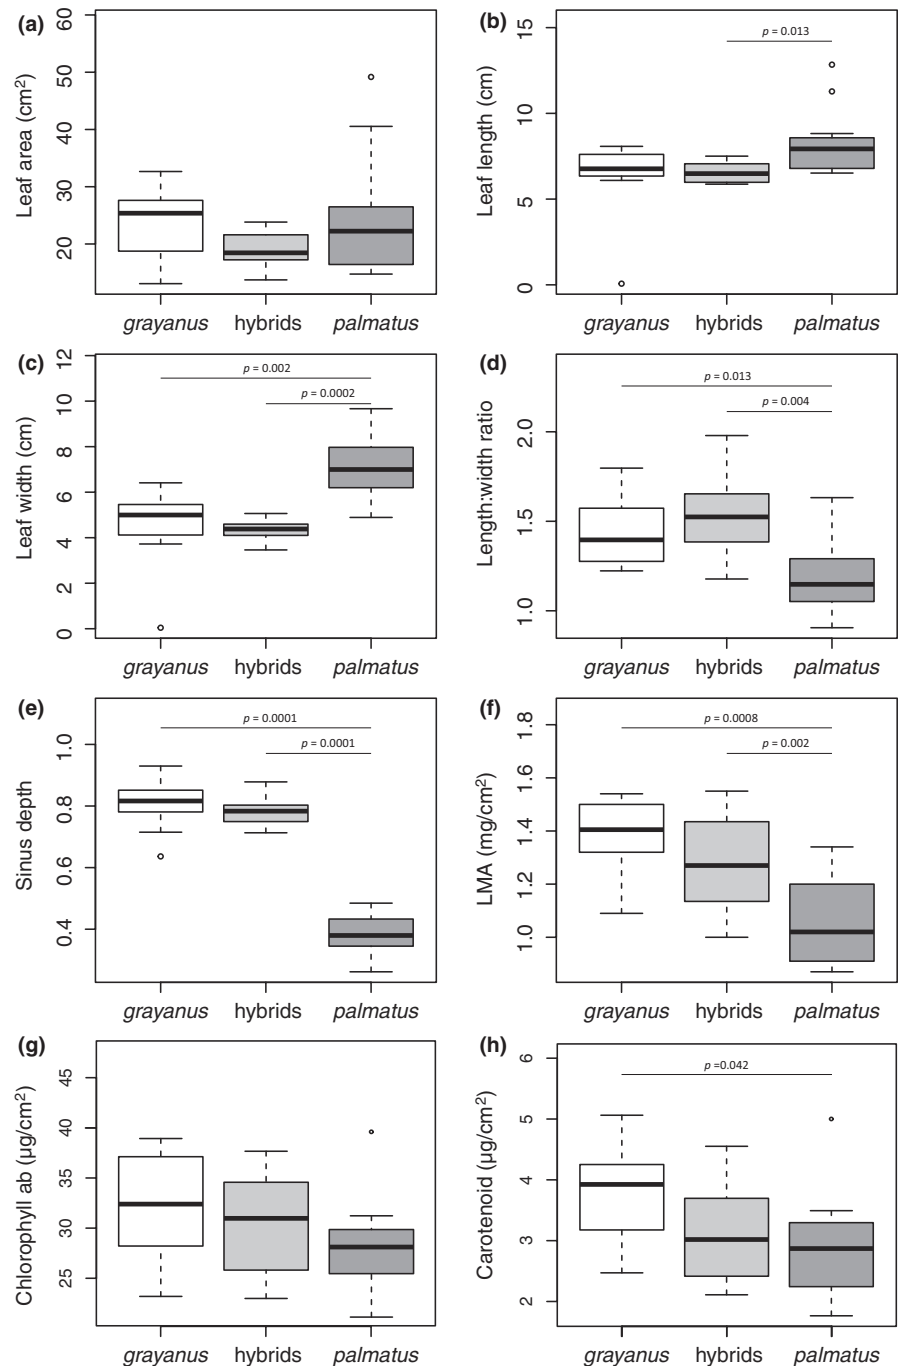 (a)
Leaf area (cm²)
60
50
40
30
20
grayanus hybrids palmatus
(b)
Leaf length (cm)
15
10
5
0
p = 0.013
grayanus hybrids palmatus
(c)
Leaf width (cm)
12
10
8
6
4
2
0
p = 0.002
p = 0.0002
grayanus hybrids palmatus
(d)
Length:width ratio
2.0
1.5
1.0
p = 0.013
p = 0.004
grayanus hybrids palmatus
(e)
Sinus depth
1.0
0.8
0.6
0.4
p = 0.0001
p = 0.0001
grayanus hybrids palmatus
(f)
LMA (mg/cm²)
1.8
1.6
1.4
1.2
1.0
p = 0.0008
p = 0.002
grayanus hybrids palmatus
(g)
Chlorophyll ab (µg/cm²)
45
40
35
30
25
grayanus hybrids palmatus
(h)
Carotenoid (µg/cm²)
6
5
4
3
2
p =0.042
grayanus hybrids palmatus